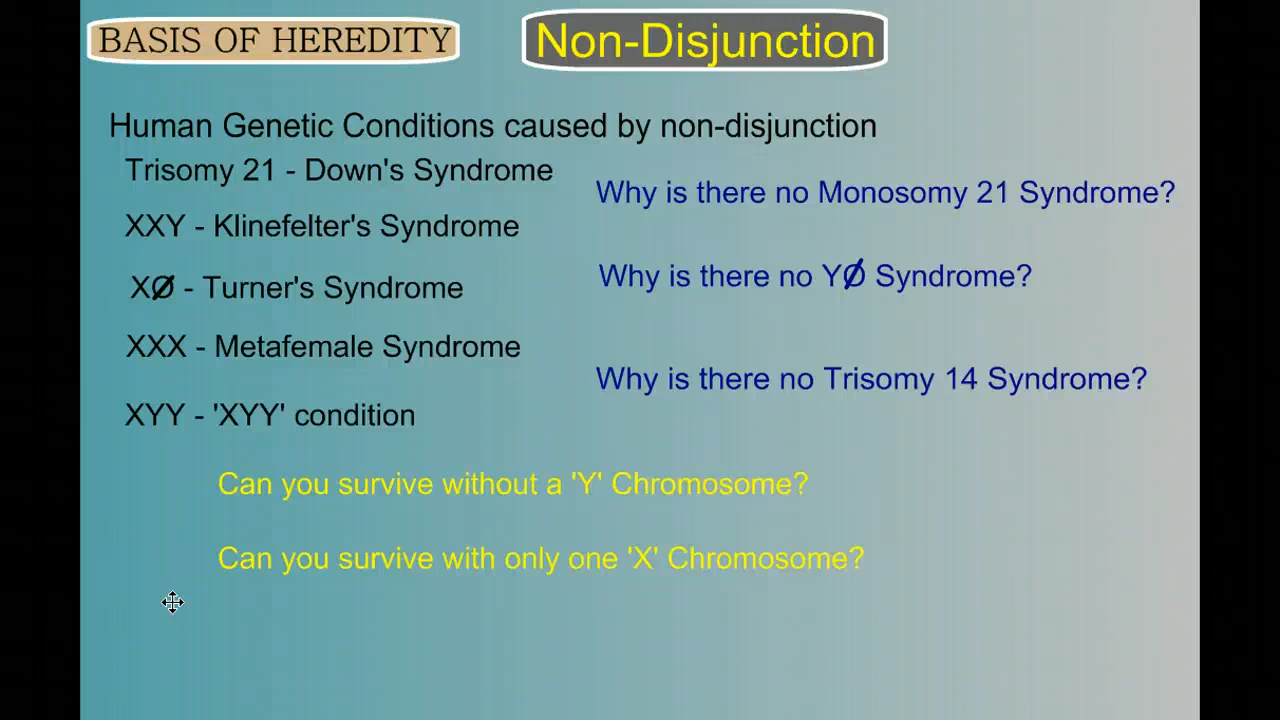 BASIS OF HEREDITY
Non-Disjunction
Human Genetic Conditions caused by non-disjunction
Trisomy 21 - Down's Syndrome
Why is there no Monosomy 21 Syndrome?
XXY - Klinefelter's Syndrome
Why is there no YØ Syndrome?
XØ - Turner's Syndrome
XXX - Metafemale Syndrome
Why is there no Trisomy 14 Syndrome?
XYY - 'XYY' condition
Can you survive without a 'Y' Chromosome?
Can you survive with only one 'X' Chromosome?